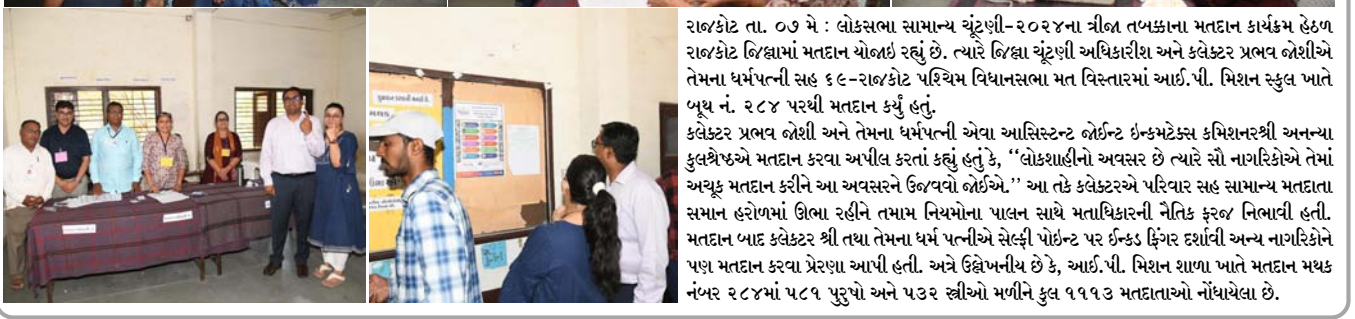 રાજકોટ તા. ૦૭ મે : લોકસભા સામાન્ય ચૂંટણી-૨૦૨૪ના ત્રીજા તબક્કાના મતદાન કાર્યક્રમ હેઠળ
રાજકોટ જિલ્લામાં મતદાન યોજાઇ રહ્યું છે. ત્યારે જિલ્લા ચૂંટણી અધિકારીશ અને કલેક્ટર પ્રભવ જોશીએ
તેમના ધર્મપત્ની સહ ૬૯-રાજકોટ પશ્ચિમ વિધાનસભા મત વિસ્તારમાં આઈ.પી. મિશન સ્કુલ ખાતે
બૂથ નં. ૨૮૪ પરથી મતદાન કર્યું હતું.
કલેક્ટર પ્રભવ જોશી અને તેમના ધર્મપત્ની એવા આસિસ્ટન્ટ જોઈન્ટ ઇન્કમટેક્સ કમિશનરશ્રી અનન્યા
કુલશ્રેષ્ઠએ મતદાન કરવા અપીલ કરતાં કહ્યું હતું કે, ‘‘લોકશાહીનો અવસર છે ત્યારે સૌ નાગરિકોએ તેમાં
અચૂક મતદાન કરીને આ અવસરને ઉજવવો જોઈએ.’’ આ તકે કલેક્ટરએ પરિવાર સહ સામાન્ય મતદાતા
સમાન હરોળમાં ઊભા રહીને તમામ નિયમોના પાલન સાથે મતાધિકારની નૈતિક ફરજ નિભાવી હતી.
મતદાન બાદ કલેક્ટર શ્રી તથા તેમના ધર્મ પત્નીએ સેલ્ફી પોઇન્ટ પર ઈન્કડ ફિંગર દર્શાવી અન્ય નાગરિકોને
પણ મતદાન કરવા પ્રેરણા આપી હતી. અત્રે ઉલ્લેખનીય છે કે, આઈ.પી. મિશન શાળા ખાતે મતદાન મથક
નંબર ૨૮૪માં ૫૮૧ પુરુષો અને ૫૩૨ સ્ત્રીઓ મળીને કુલ ૧૧૧૩ મતદાતાઓ નોંધાયેલા છે.